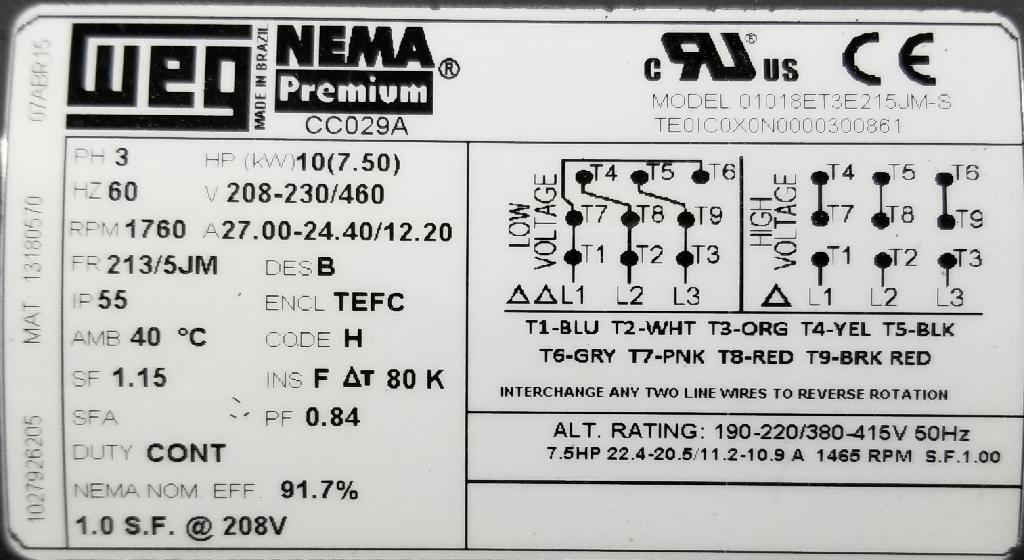 07ABR15
MAT. 13180570
1027926205
WEG
MADE IN BRAZIL
NEMA
Premium®
CC029A
c RU® US CE
MODEL 01018ET3E215JM-S
TE0IC0X0N0000300861
PH 3 HP (kW) 10(7.50)
HZ 60 V 208-230/460
RPM 1760 A 27.00-24.40/12.20
FR 213/5JM DES B
IP 55 ENCL TEFC
AMB 40 °C CODE H
SF 1.15 INS F ΔT 80 K
SFA PF 0.84
DUTY CONT
NEMA NOM. EFF. 91.7%
1.0 S.F. @ 208V
LOW VOLTAGE
T4 T5 T6
T7 T8 T9
T1 T2 T3
ΔΔ L1 L2 L3
HIGH VOLTAGE
T4 T5 T6
T7 T8 T9
T1 T2 T3
Δ L1 L2 L3
T1-BLU T2-WHT T3-ORG T4-YEL T5-BLK
T6-GRY T7-PNK T8-RED T9-BRK RED
INTERCHANGE ANY TWO LINE WIRES TO REVERSE ROTATION
ALT. RATING: 190-220/380-415V 50Hz
7.5HP 22.4-20.5/11.2-10.9 A 1465 RPM S.F.1.00